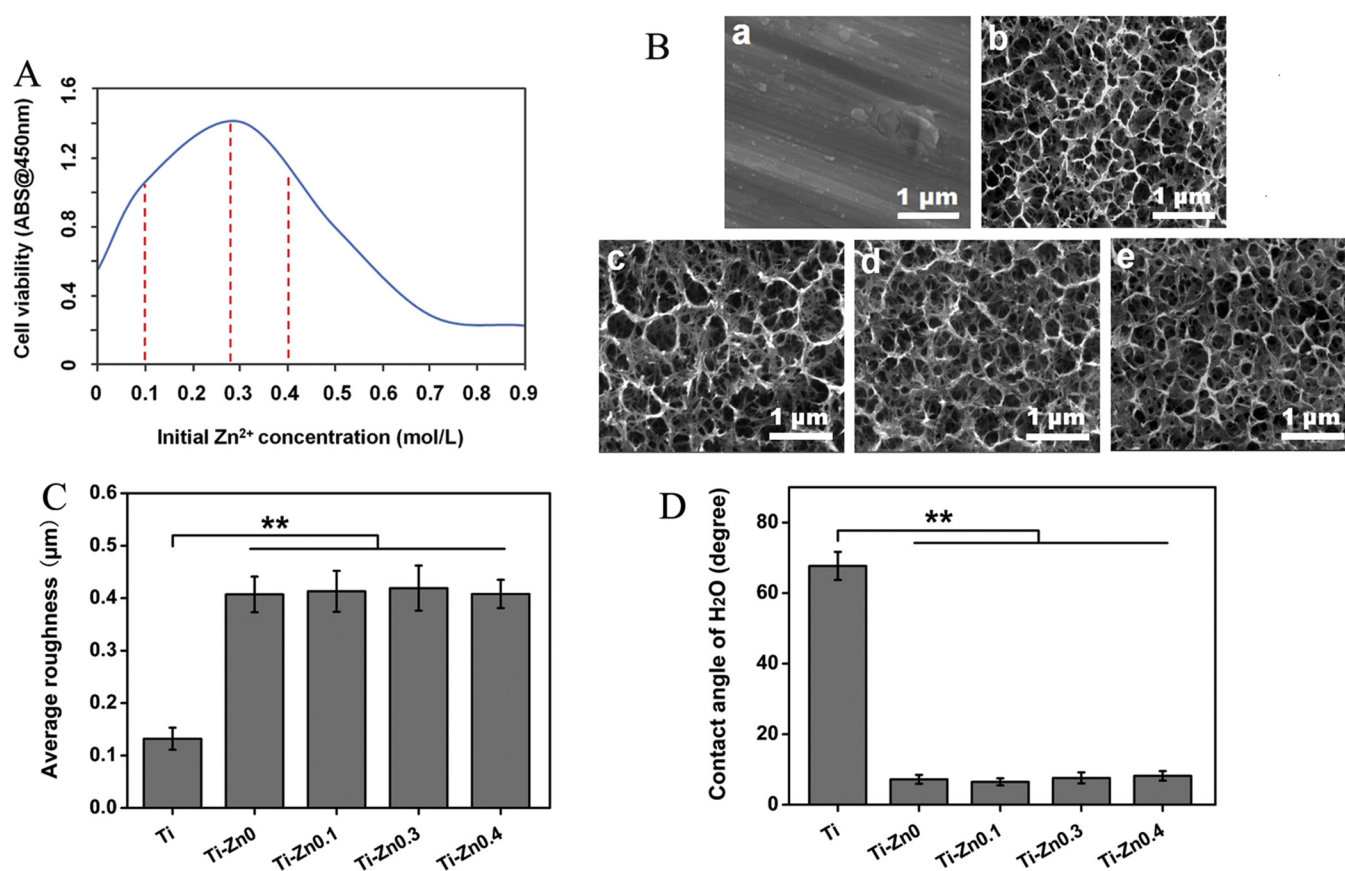 A
1.6
1.2
0.8
0.4
0
Cell viability (ABS@450nm)
0 0.1 0.2 0.3 0.4 0.5 0.6 0.7 0.8 0.9
Initial Zn²⁺ concentration (mol/L)
B
a
1 μm
b
1 μm
c
1 μm
d
1 μm
e
1 μm
C
0.6
0.5
0.4
0.3
0.2
0.1
0.0
Average roughness (μm)
**
Ti Ti-Zn0 Ti-Zn0.1 Ti-Zn0.3 Ti-Zn0.4
D
80
60
40
20
0
Contact angle of H₂O (degree)
**
Ti Ti-Zn0 Ti-Zn0.1 Ti-Zn0.3 Ti-Zn0.4